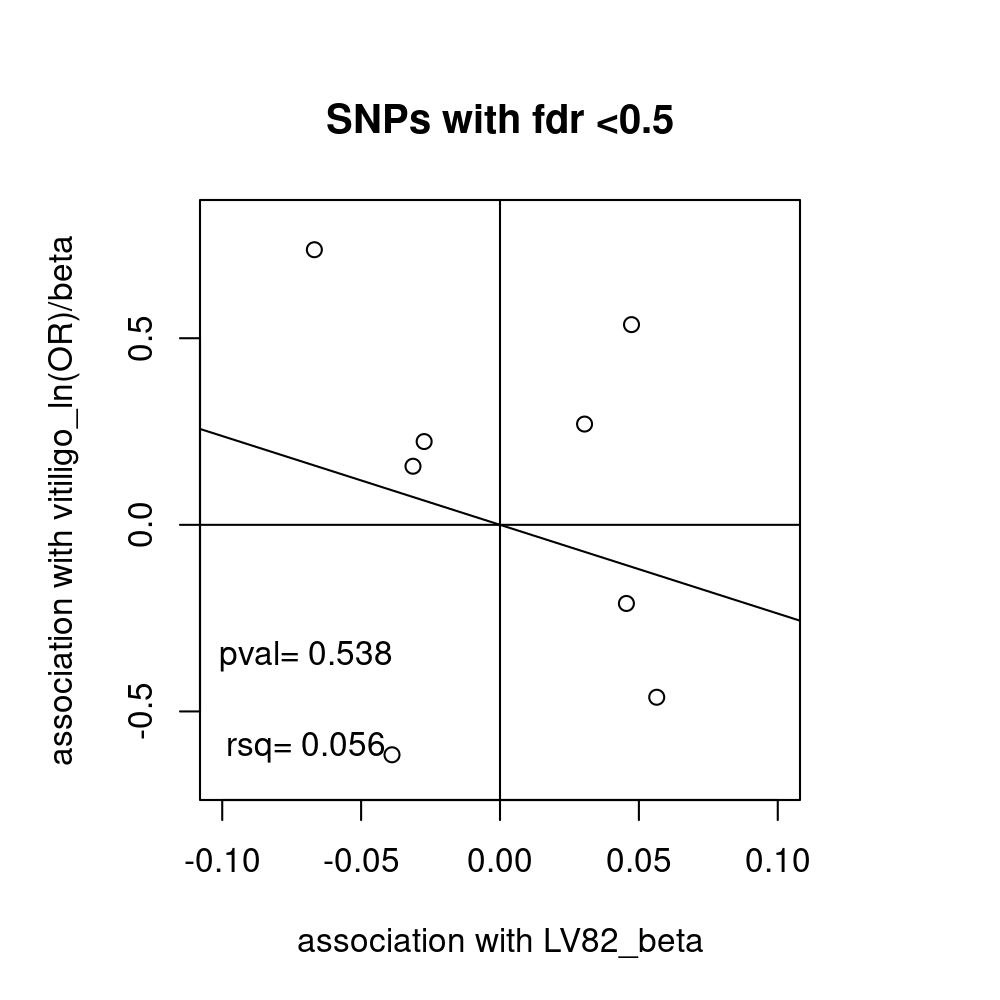 SNPs with fdr <0.5
association with vitiligo_ln(OR)/beta
0.5
0.0
-0.5
pval= 0.538
rsq= 0.056
-0.10 -0.05 0.00 0.05 0.10
association with LV82_beta